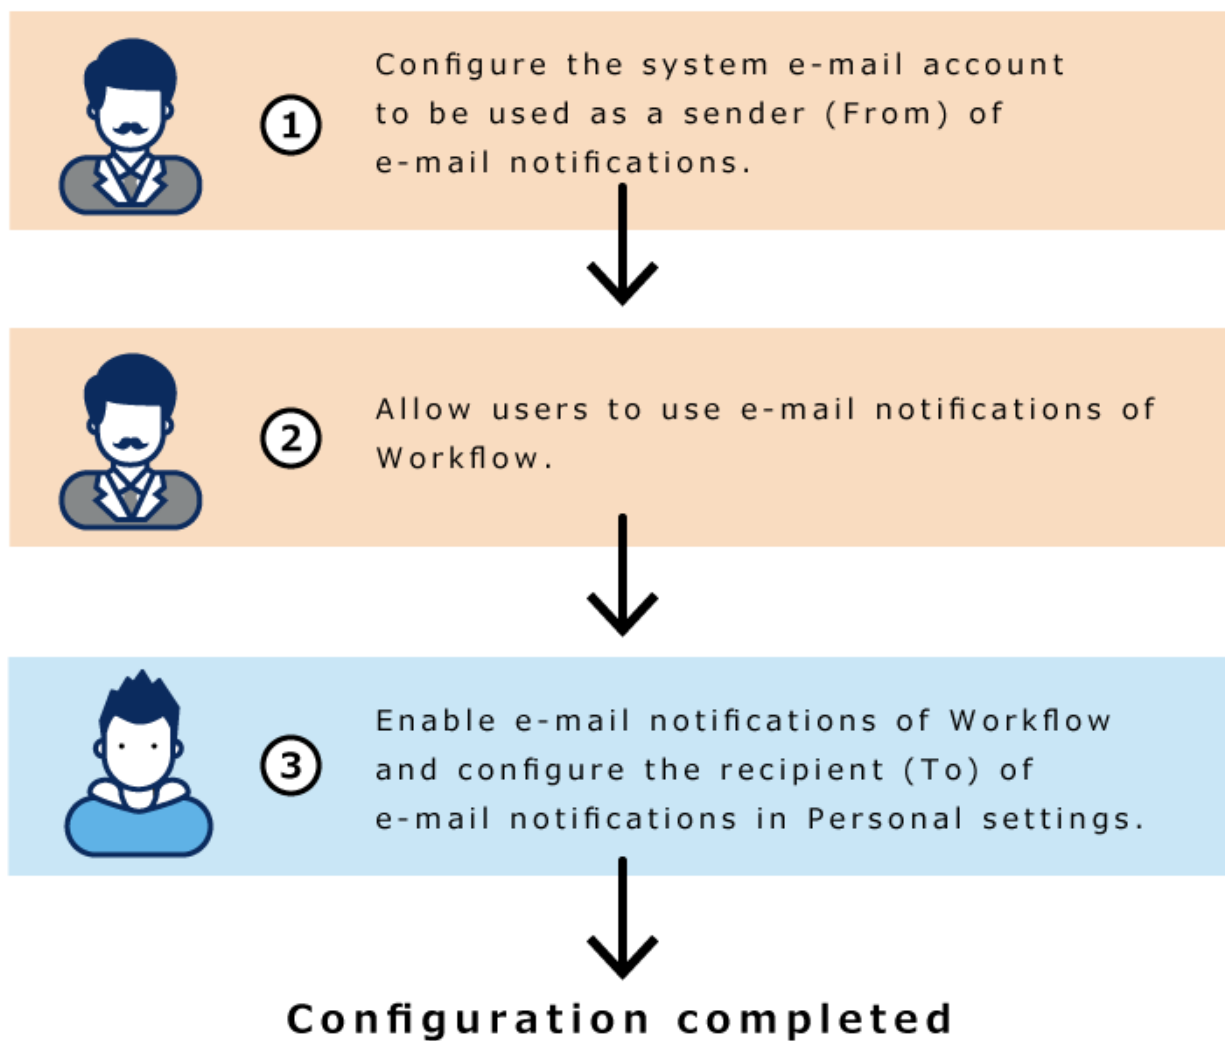 1
Configure the system e-mail account
to be used as a sender (From) of
e-mail notifications.
2
Allow users to use e-mail notifications of
Workflow.
3
Enable e-mail notifications of Workflow
and configure the recipient (To) of
e-mail notifications in Personal settings.
Configuration completed